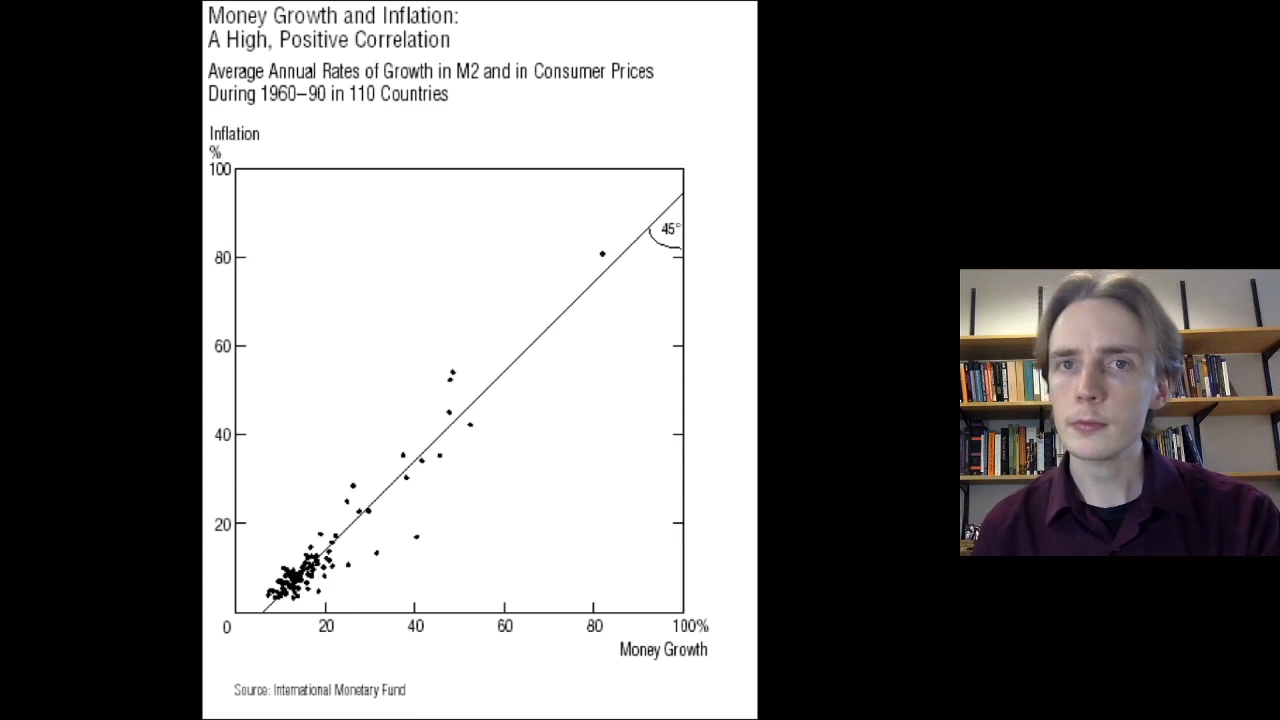 Money Growth and Inflation:
A High, Positive Correlation
Average Annual Rates of Growth in M2 and in Consumer Prices
During 1960–90 in 110 Countries
Inflation
%
100
45°
80
60
40
20
0
20
40
60
80
100%
Money Growth
Source: International Monetary Fund